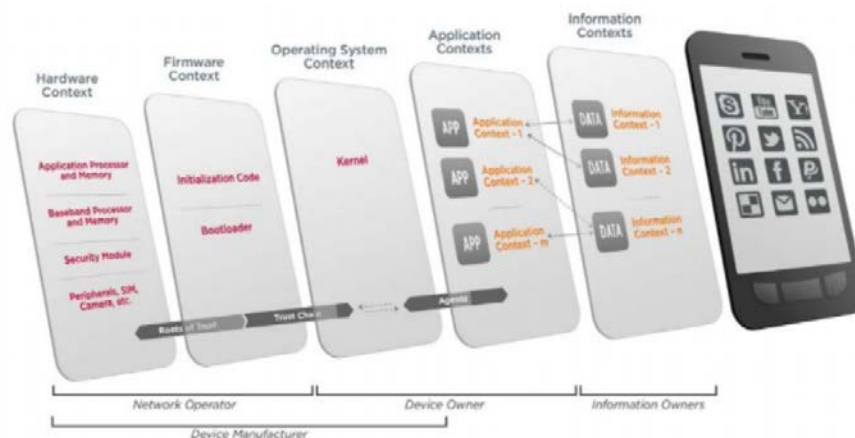 Hardware
Context
Firmware
Context
Operating System
Context
Application
Contexts
Information
Contexts
Application Processor
and Memory
Baseband Processor
and Memory
Security Module
Peripherals, SIM,
Camera, etc.
Initialization Code
Bootloader
Kernel
APP
Application
Context - 1
APP
Application
Context - 2
APP
Application
Context - m
DATA
Information
Context - 1
DATA
Information
Context - 2
DATA
Information
Context - n
You
Tube
Y!
in
f
Roots of Trust
Trust Chain
Agents
Network Operator
Device Owner
Information Owners
Device Manufacturer